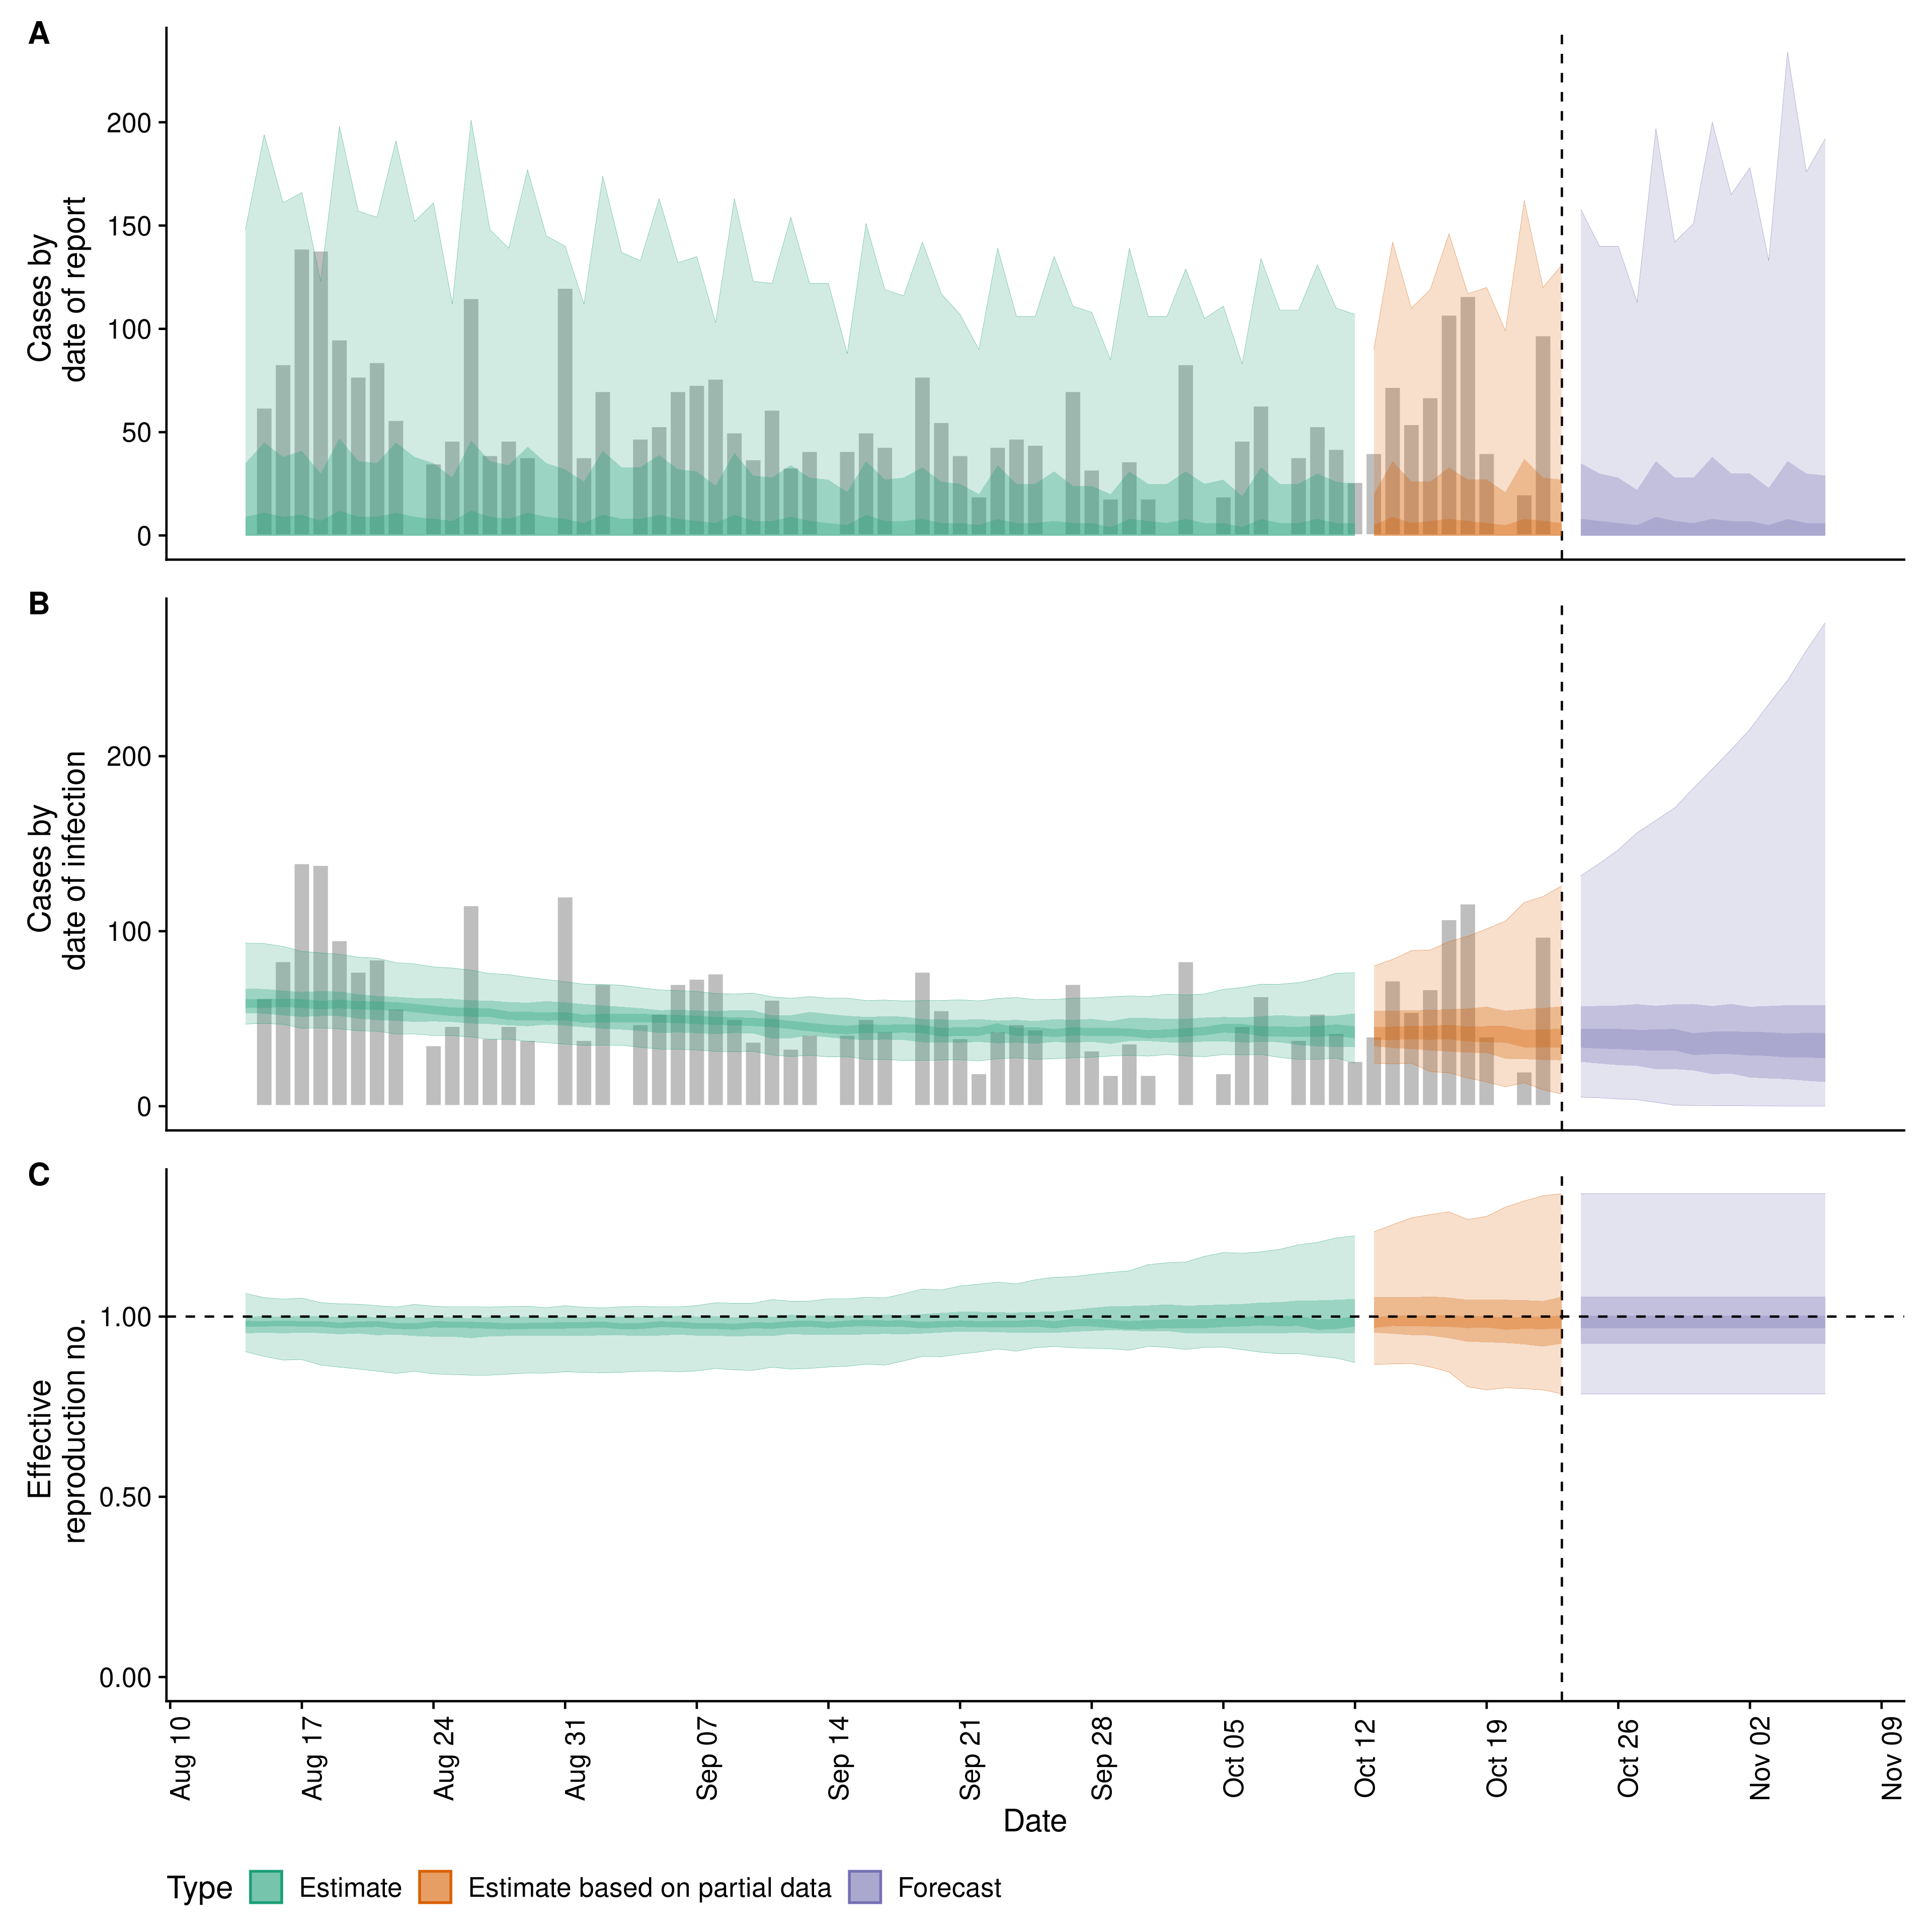 A
Cases by
date of report
200
150
100
50
0
B
Cases by
date of infection
200
100
0
C
Effective
reproduction no.
1.00
0.50
0.00
Aug 10
Aug 17
Aug 24
Aug 31
Sep 07
Sep 14
Sep 21
Sep 28
Oct 05
Oct 12
Oct 19
Oct 26
Nov 02
Nov 09
Date
Type Estimate Estimate based on partial data Forecast